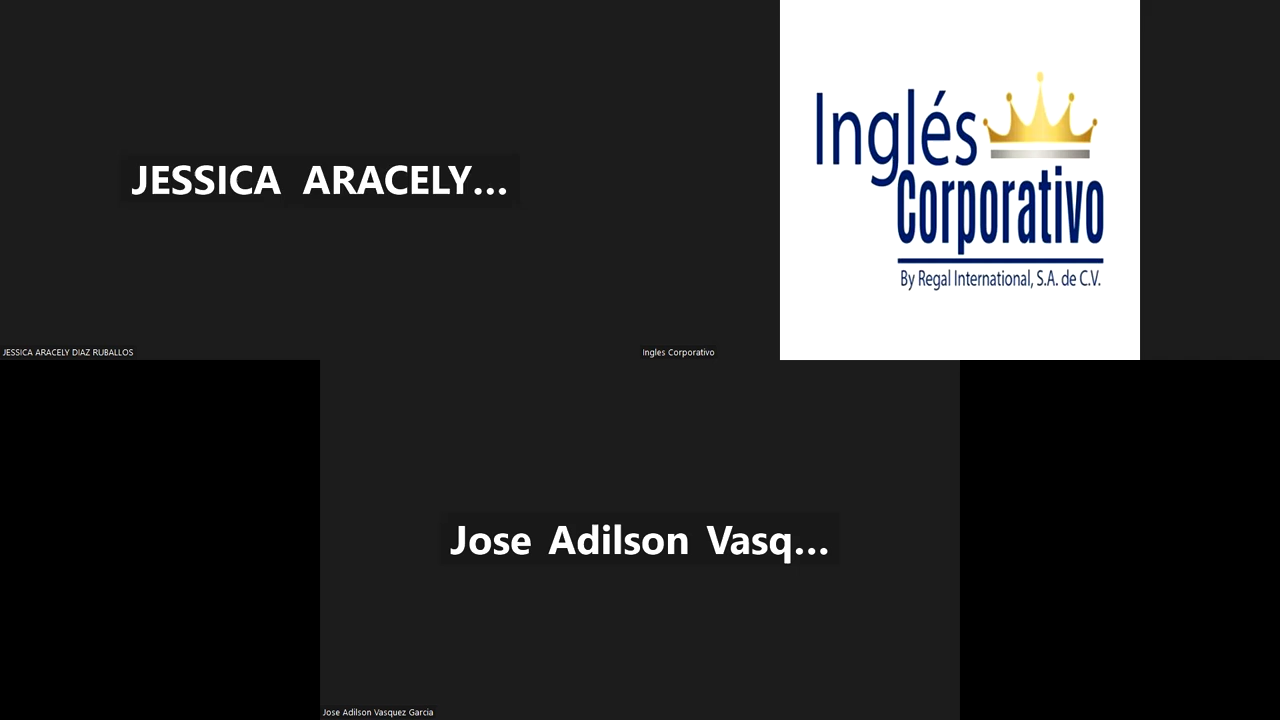 JESSICA ARACELY...
JESSICA ARACELY DIAZ RUBALLOS
Inglés
Corporativo
By Regal International, S.A. de C.V.
Ingles Corporativo
Jose Adilson Vasq...
Jose Adilson Vasquez Garcia